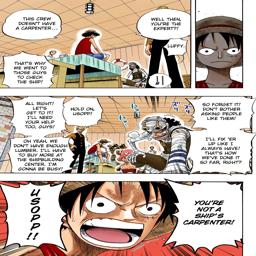 WELL THEN,
YOU'RE THE
EXPERT?!
LUFFY.
THIS CREW
DOESN'T HAVE
A CARPENTER...
THAT'S WHY
WE WENT TO
THOSE GUYS
TO CHECK
THE SHIP!
SO FORGET IT!
DON'T BOTHER
ASKING PEOPLE
LIKE THEM!
I'LL FIX 'ER
UP LIKE I
ALWAYS HAVE!
THAT'S HOW
WE'VE DONE IT
SO FAR, RIGHT?
HOLD ON,
USOPP!
ALL RIGHT!
LET'S
GET TO IT!
I'LL NEED
YOUR HELP
TOO, GUYS!
OH YEAH, WE
DON'T HAVE ENOUGH
LUMBER. I'LL HAVE
TO BUY MORE AT
THE SHIPBUILDING
CENTER. I'M
GONNA BE BUSY!
YOU'RE
NOT A
SHIP'S
CARPENTER!
USOPP!!